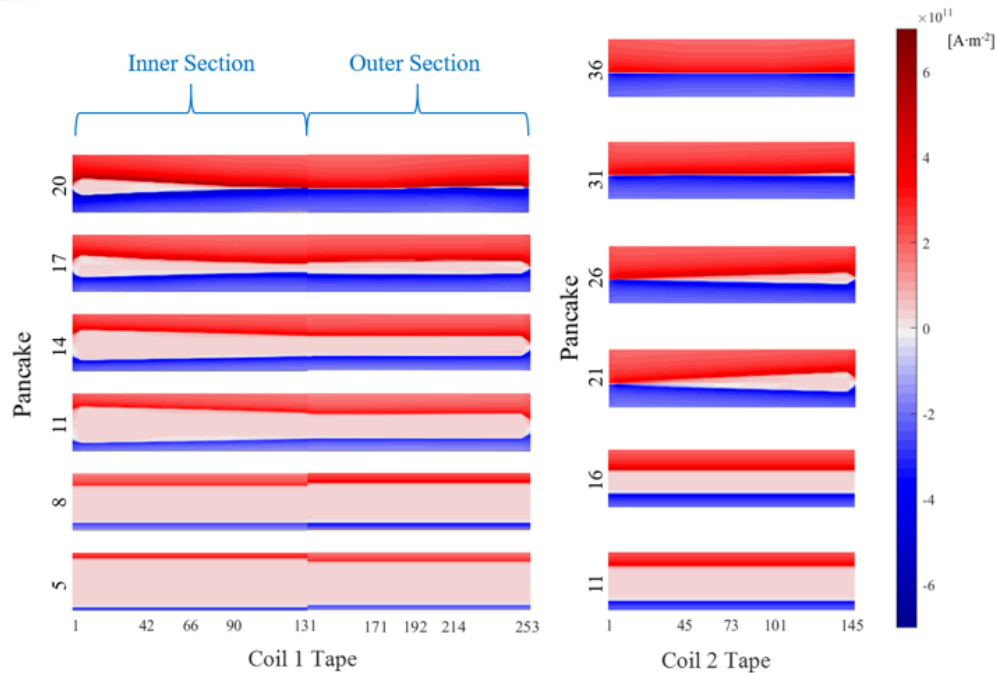 ×10¹¹
[A·m⁻²]
Inner Section
Outer Section
Pancake
20
17
14
11
8
5
1 42 66 90 131 171 192 214 253
Coil 1 Tape
Pancake
36
31
26
21
16
11
1 45 73 101 145
Coil 2 Tape
6
4
2
0
-2
-4
-6